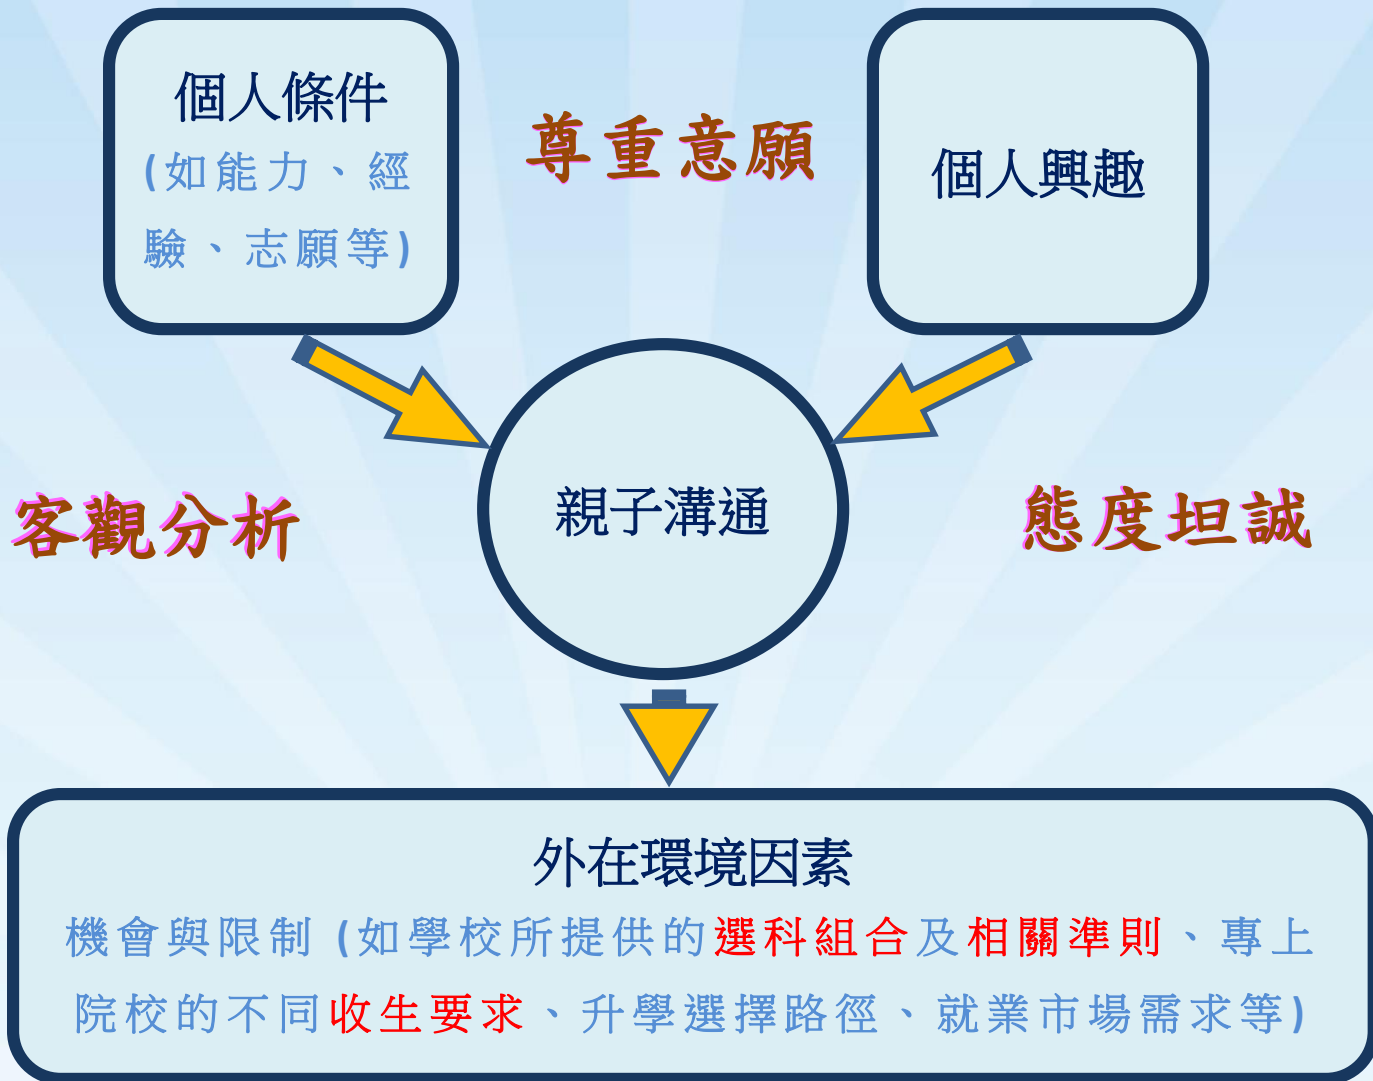 個人條件
(如能力、經
驗、志願等)
尊重意願
個人興趣
客觀分析
親子溝通
態度坦誠
外在環境因素
機會與限制 (如學校所提供的選科組合及相關準則、專上
院校的不同收生要求、升學選擇路徑、就業市場需求等)